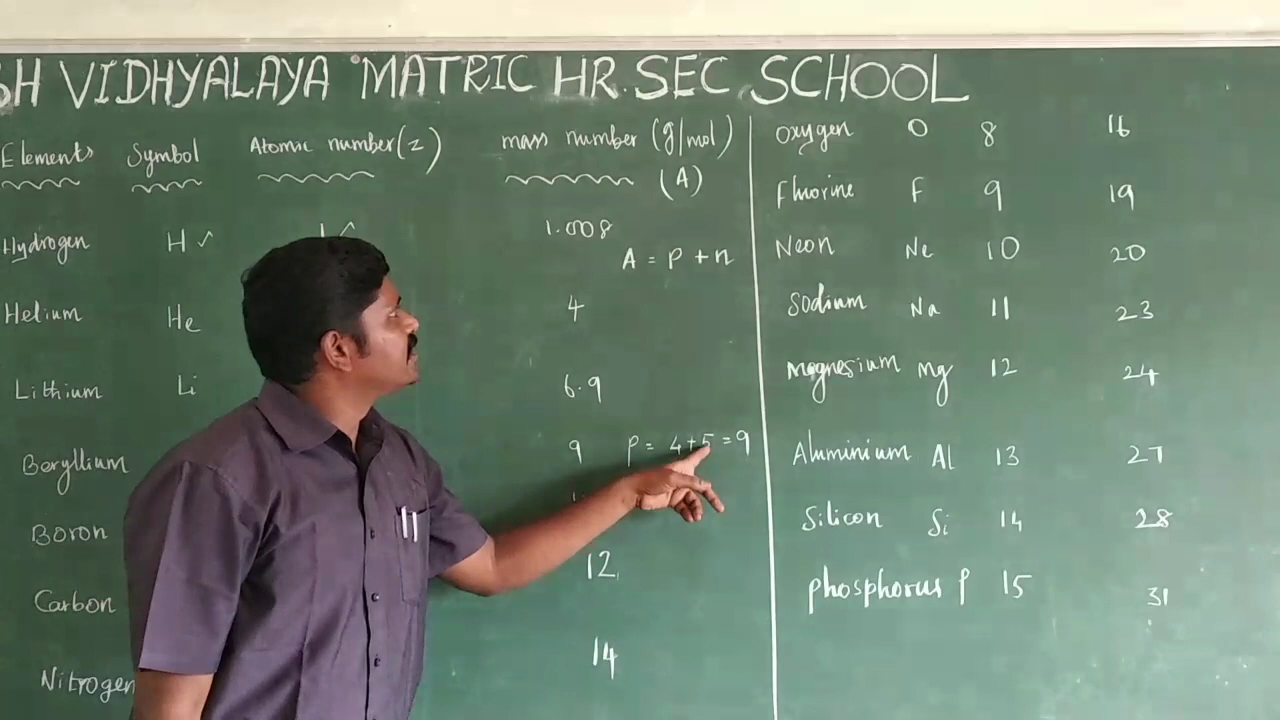 SH VIDHYALAYA MATRIC HR. SEC SCHOOL
Elements Symbol Atomic number(z) mass number (g/mol)
(A)
Hydrogen H ✓ 1 ✓ 1.008
A = P + n
Helium He 4
Lithium Li 6.9
Beryllium 9 P = 4+5 = 9
Boron
Carbon 12
Nitrogen 14
Oxygen O 8 16
Fluorine F 9 19
Neon Ne 10 20
Sodium Na 11 23
Magnesium Mg 12 24
Aluminium Al 13 27
Silicon Si 14 28
phosphorus P 15 31